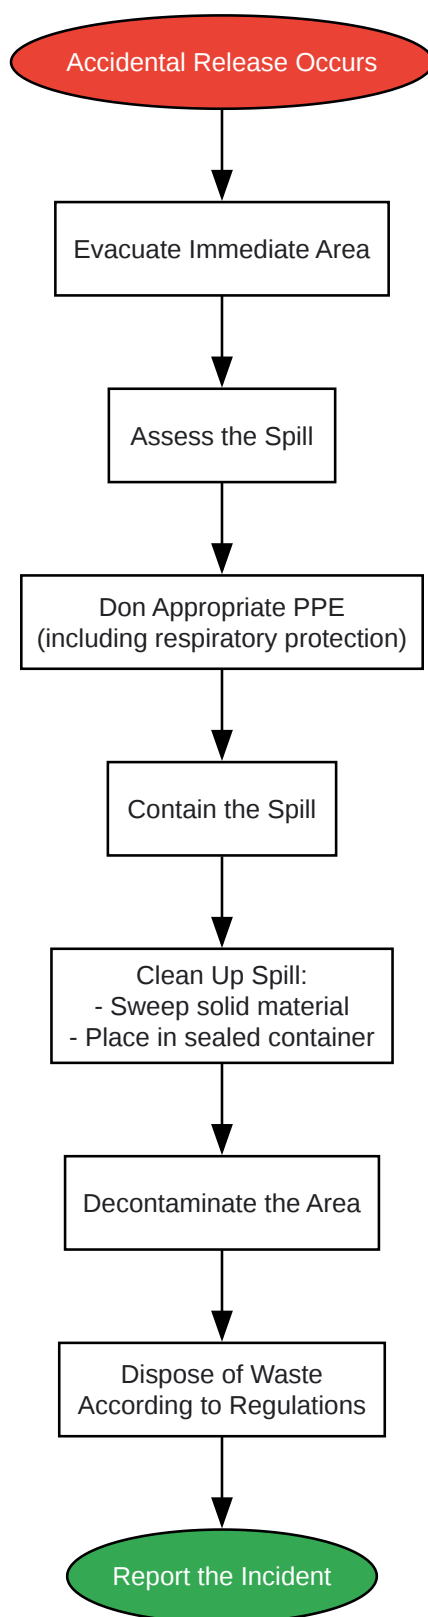 Accidental Release Occurs
Evacuate Immediate Area
Assess the Spill
Don Appropriate PPE
(including respiratory protection)
Contain the Spill
Clean Up Spill:
- Sweep solid material
- Place in sealed container
Decontaminate the Area
Dispose of Waste
According to Regulations
Report the Incident